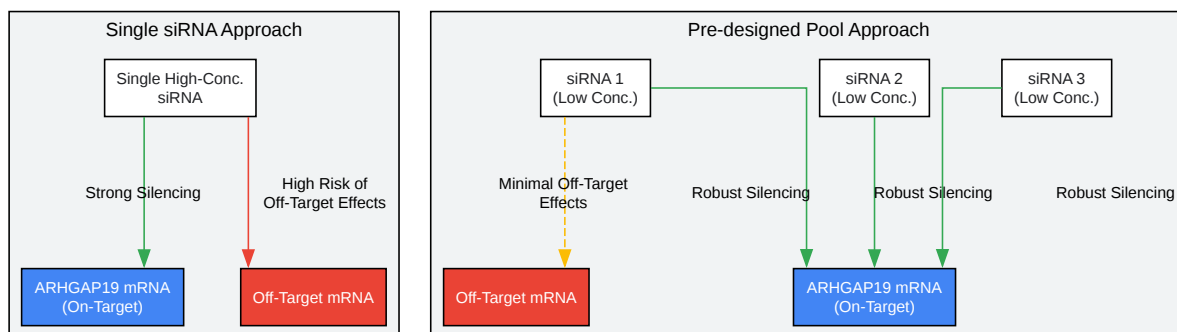 Single siRNA Approach
Single High-Conc.
siRNA
Strong Silencing
High Risk of
Off-Target Effects
ARHGAP19 mRNA
(On-Target)
Off-Target mRNA
Pre-designed Pool Approach
siRNA 1
(Low Conc.)
siRNA 2
(Low Conc.)
siRNA 3
(Low Conc.)
Minimal Off-Target
Effects
Robust Silencing
Robust Silencing
Robust Silencing
Off-Target mRNA
ARHGAP19 mRNA
(On-Target)